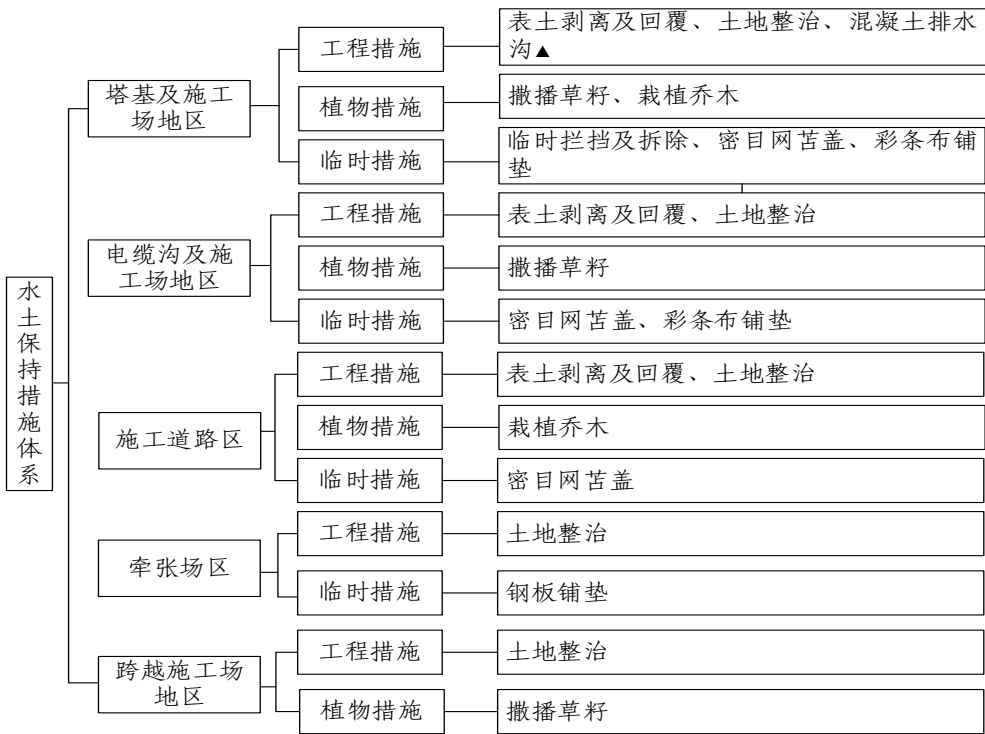 水土保持措施体系
塔基及施工
场地区
工程措施
表土剥离及回覆、土地整治、混凝土排水
沟▲
植物措施
撒播草籽、栽植乔木
临时措施
临时拦挡及拆除、密目网苫盖、彩条布铺
垫
电缆沟及施
工场地区
工程措施
表土剥离及回覆、土地整治
植物措施
撒播草籽
临时措施
密目网苫盖、彩条布铺垫
施工道路区
工程措施
表土剥离及回覆、土地整治
植物措施
栽植乔木
临时措施
密目网苫盖
牵张场区
工程措施
土地整治
临时措施
钢板铺垫
跨越施工场
地区
工程措施
土地整治
植物措施
撒播草籽